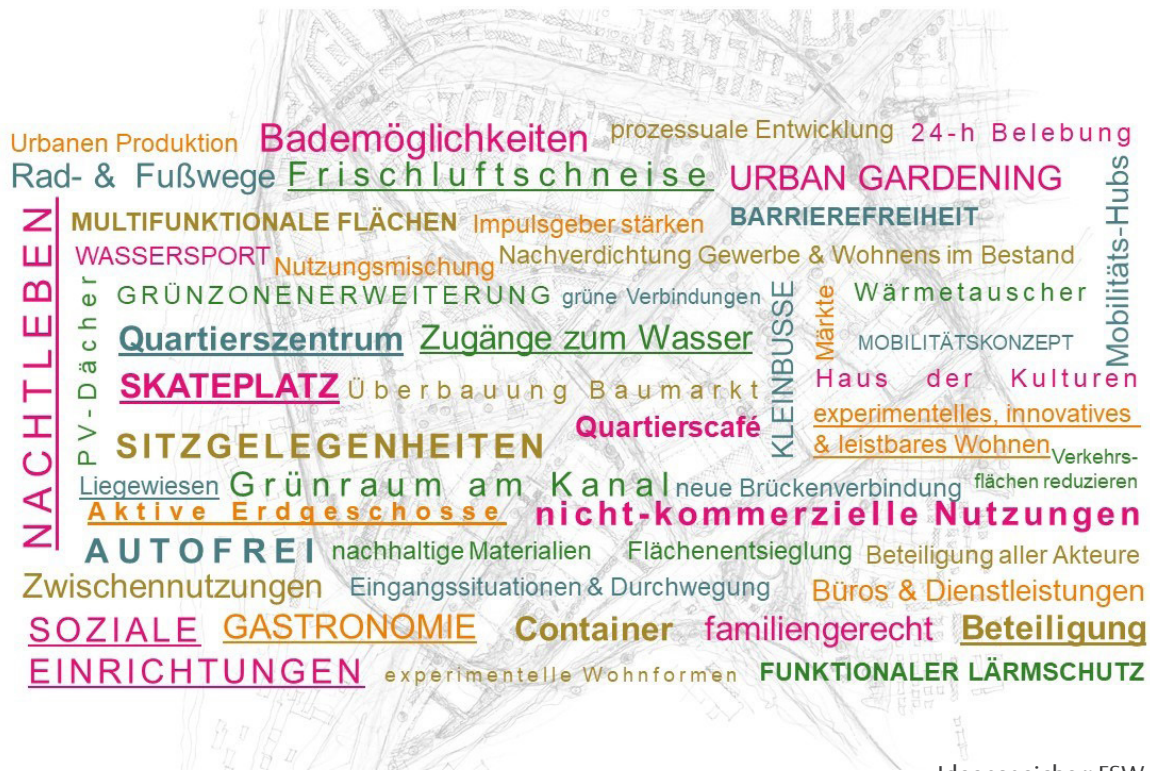 Urbanen Produktion Bademöglichkeiten prozessuale Entwicklung 24-h Belebung
Rad- & Fußwege Frischluftschneise URBAN GARDENING
Mobilitäts-Hubs
NACHTLEBEN
MULTIFUNKTIONALE FLÄCHEN Impulsgeber stärken BARRIEREFREIHEIT
WASSERSPORT Nutzungsmischung Nachverdichtung Gewerbe & Wohnens im Bestand
PV-Dächer
GRÜNZONENERWEITERUNG grüne Verbindungen
KLEINBUSSE
Märkte
Wärmetauscher
Quartierszentrum Zugänge zum Wasser
MOBILITÄTSKONZEPT
SKATEPLATZ Überbauung Baumarkt
Haus der Kulturen
Quartierscafé
experimentelles, innovatives
& leistbares Wohnen
SITZGELEGENHEITEN
Verkehrs-
flächen reduzieren
Liegewiesen Grünraum am Kanal neue Brückenverbindung
Aktive Erdgeschosse nicht-kommerzielle Nutzungen
AUTOFREI nachhaltige Materialien Flächenentsieglung Beteiligung aller Akteure
Zwischennutzungen Eingangssituationen & Durchwegung Büros & Dienstleistungen
SOZIALE
EINRICHTUNGEN
GASTRONOMIE Container familiengerecht Beteiligung
experimentelle Wohnformen FUNKTIONALER LÄRMSCHUTZ